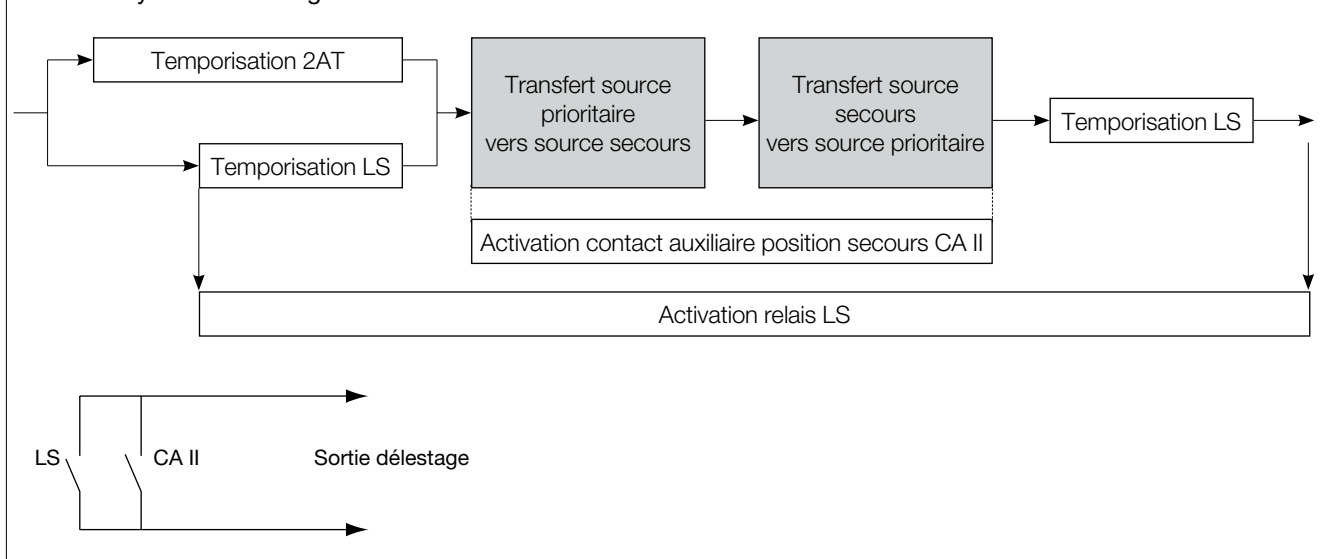 Temporisation 2AT
Temporisation LS
Transfert source
prioritaire
vers source secours
Transfert source
secours
vers source prioritaire
Temporisation LS
Activation contact auxiliaire position secours CA II
Activation relais LS
LS
CA II
Sortie délestage